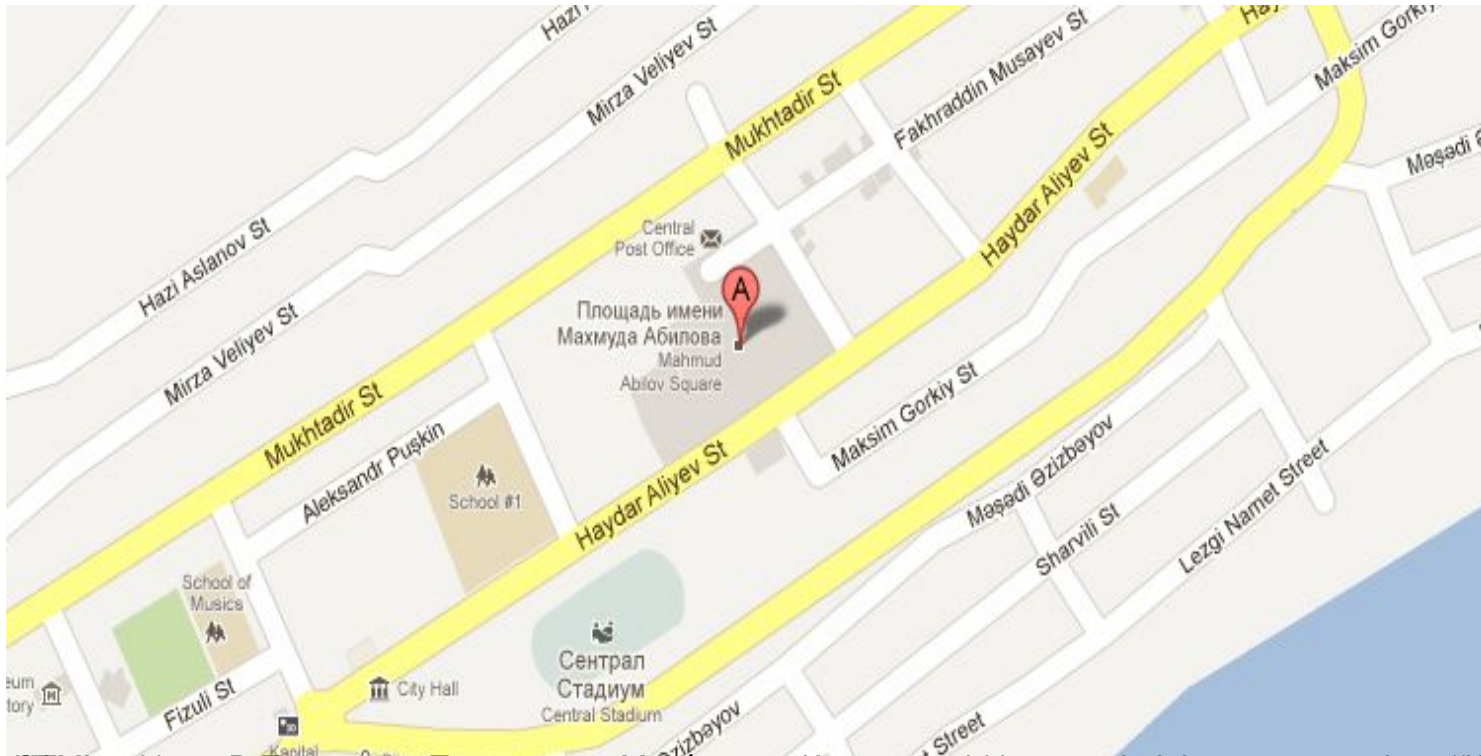 Mirza Veliyev St
Maksim Gorkiy
Fakhraddin Musayev St
Mukhtadir St
Haydar Aliyev St
Məşədi
Central
Post Office
Hazi Aslanov St
A
Площадь имени
Махмуда Абилова
Mahmud
Abilov Square
Mirza Veliyev St
Mukhtadir St
Maksim Gorkiy St
Aleksandr Puşkin
School #1
Haydar Aliyev St
Məşədi Əzizbəyov
Sharvili St
Lezgi Namet Street
School of
Musics
Сентрал
Стадиум
Central Stadium
City Hall
Fizuli St
Kapital
Street